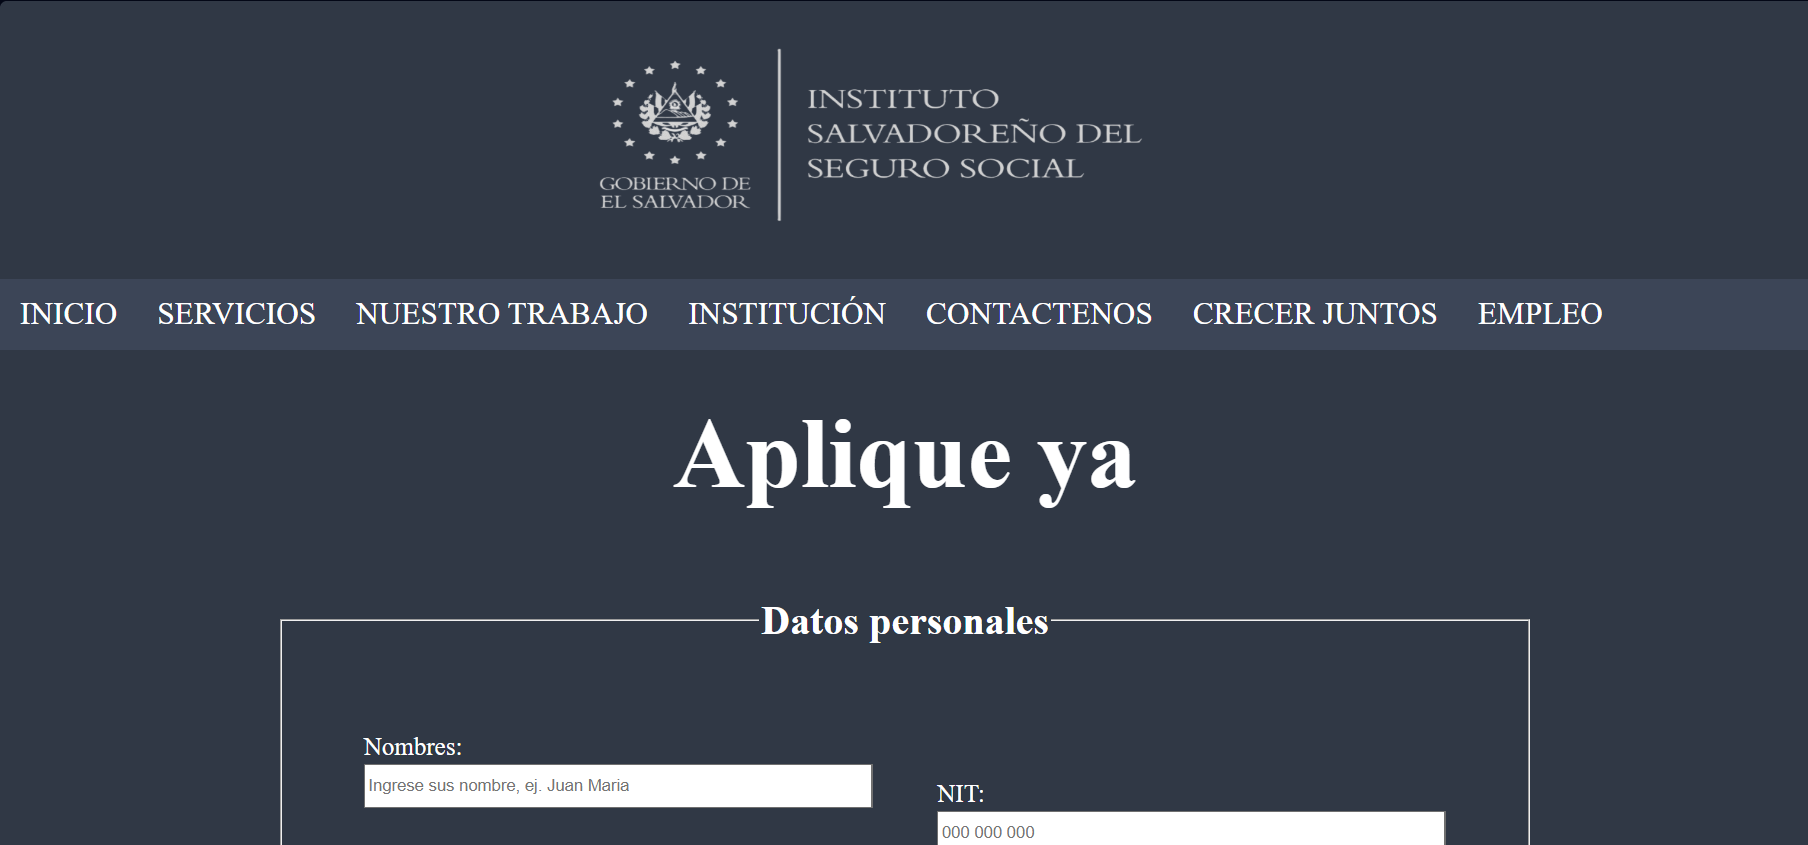 GOBIERNO DE
EL SALVADOR
INSTITUTO
SALVADOREÑO DEL
SEGURO SOCIAL
INICIO SERVICIOS NUESTRO TRABAJO INSTITUCIÓN CONTACTENOS CRECER JUNTOS EMPLEO
Aplique ya
Datos personales
Nombres:
Ingrese sus nombre, ej. Juan Maria
NIT:
000 000 000